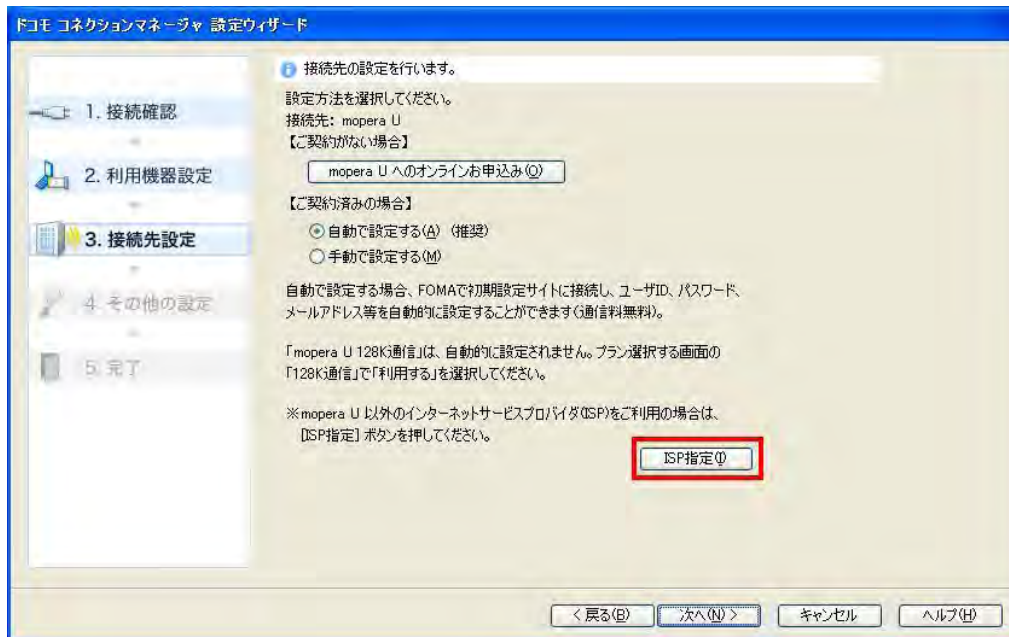 ドコモ コネクションマネージャ 設定ウィザード
1. 接続確認
2. 利用機器設定
3. 接続先設定
4. その他の設定
5. 完了
接続先の設定を行います。
設定方法を選択してください。
接続先: mopera U
【ご契約がない場合】
mopera U へのオンラインお申込み(O)
【ご契約済みの場合】
自動で設定する(A) (推奨)
手動で設定する(M)
自動で設定する場合、FOMAで初期設定サイトに接続し、ユーザID、パスワード、
メールアドレス等を自動的に設定することができます(通信料無料)。
「mopera U 128K通信」は、自動的に設定されません。プラン選択する画面の
「128K通信」で「利用する」を選択してください。
※mopera U 以外のインターネットサービスプロバイダ(ISP)をご利用の場合は、
[ISP指定] ボタンを押してください。
ISP指定(I)
< 戻る(B)
次へ(N) >
キャンセル
ヘルプ(H)